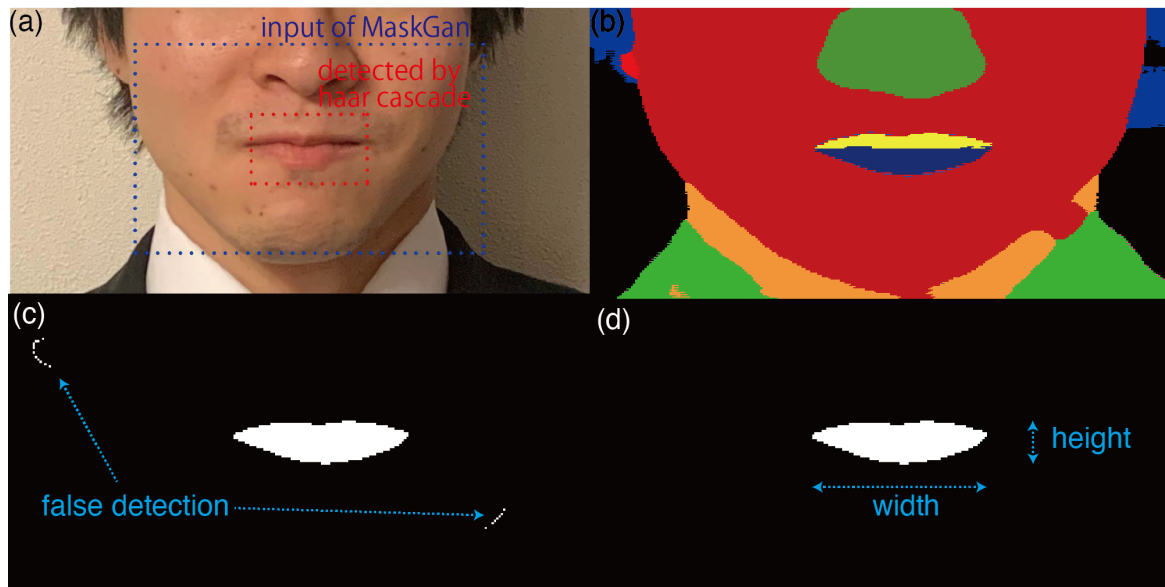 (a)
input of MaskGan
detected by
haar cascade
(b)
(c)
false detection
(d)
height
width